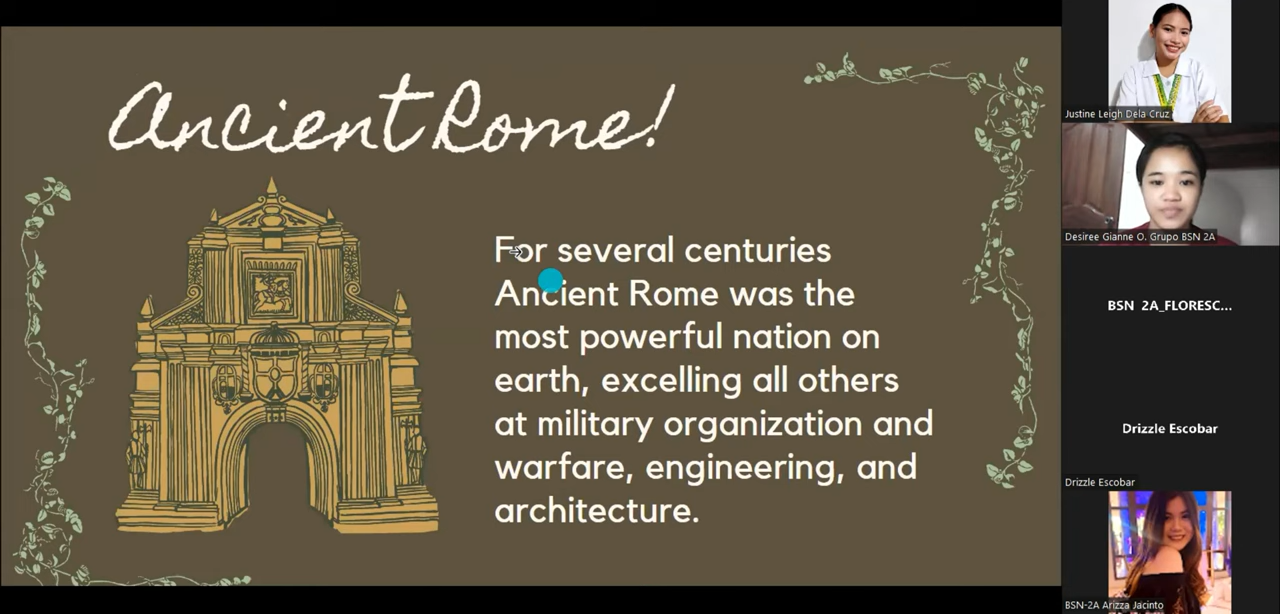 Ancient Rome!
For several centuries
Ancient Rome was the
most powerful nation on
earth, excelling all others
at military organization and
warfare, engineering, and
architecture.
Justine Leigh Dela Cruz
Desiree Gianne O. Grupo BSN 2A
BSN 2A_FLORESC...
Drizzle Escobar
Drizzle Escobar
BSN-2A Arizza Jacinto